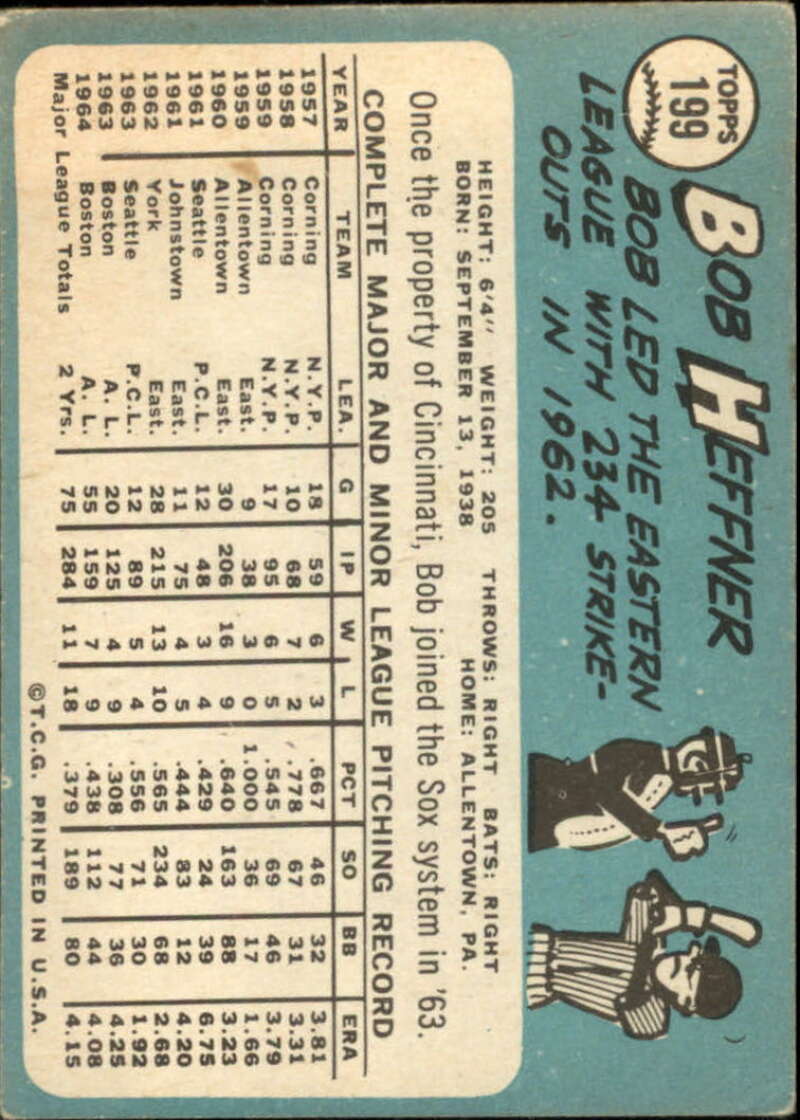 TOPPS
199
BOB HEFFNER
BOB LED THE EASTERN
LEAGUE WITH 234 STRIKE-
OUTS IN 1962.
HEIGHT: 6'4" WEIGHT: 205 THROWS: RIGHT BATS: RIGHT
BORN: SEPTEMBER 13, 1938 HOME: ALLENTOWN, PA.
Once the property of Cincinnati, Bob joined the Sox system in '63.
COMPLETE MAJOR AND MINOR LEAGUE PITCHING RECORD
YEAR TEAM LEA. G IP W L PCT SO BB ERA
1957 Corning N.Y.P. 18 59 6 3 .667 46 32 3.81
1958 Corning N.Y.P. 10 68 7 2 .778 67 31 3.31
1959 Corning N.Y.P. 17 95 6 5 .545 69 46 3.79
1959 Allentown East. 9 38 3 0 1.000 36 17 1.66
1960 Allentown East. 30 206 16 9 .640 163 88 3.23
1961 Seattle P.C.L. 12 48 3 4 .429 24 39 6.75
1961 Johnstown East. 11 75 4 5 .444 83 12 4.20
1962 York East. 28 215 13 10 .565 234 68 2.68
1963 Seattle P.C.L. 12 89 5 4 .556 71 30 1.92
1963 Boston A. L. 20 125 4 9 .308 77 36 4.25
1964 Boston A. L. 55 159 7 9 .438 112 44 4.08
Major League Totals 2 Yrs. 75 284 11 18 .379 189 80 4.15
©T.C.G. PRINTED IN U.S.A.